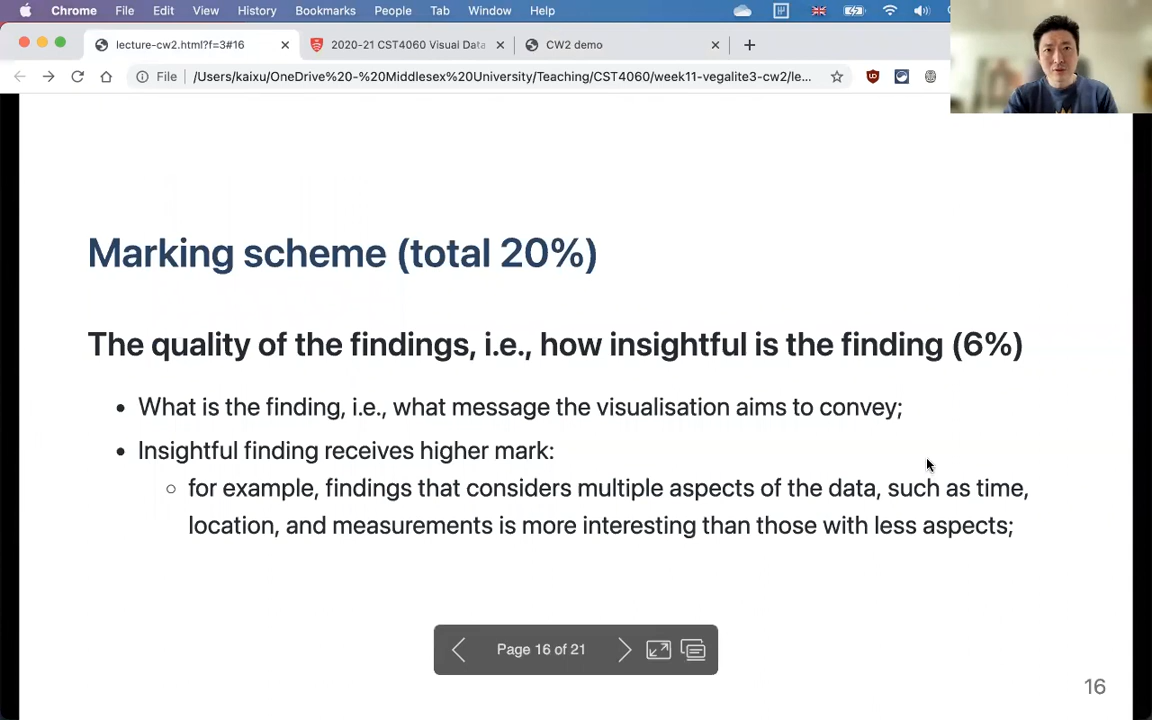 Chrome File Edit View History Bookmarks People Tab Window Help
lecture-cw2.html?f=3#16
2020-21 CST4060 Visual Data
CW2 demo
File /Users/kaixu/OneDrive%20-%20Middlesex%20University/Teaching/CST4060/week11-vegalite3-cw2/le...
Marking scheme (total 20%)
The quality of the findings, i.e., how insightful is the finding (6%)
• What is the finding, i.e., what message the visualisation aims to convey;
• Insightful finding receives higher mark:
○ for example, findings that considers multiple aspects of the data, such as time,
location, and measurements is more interesting than those with less aspects;
Page 16 of 21
16